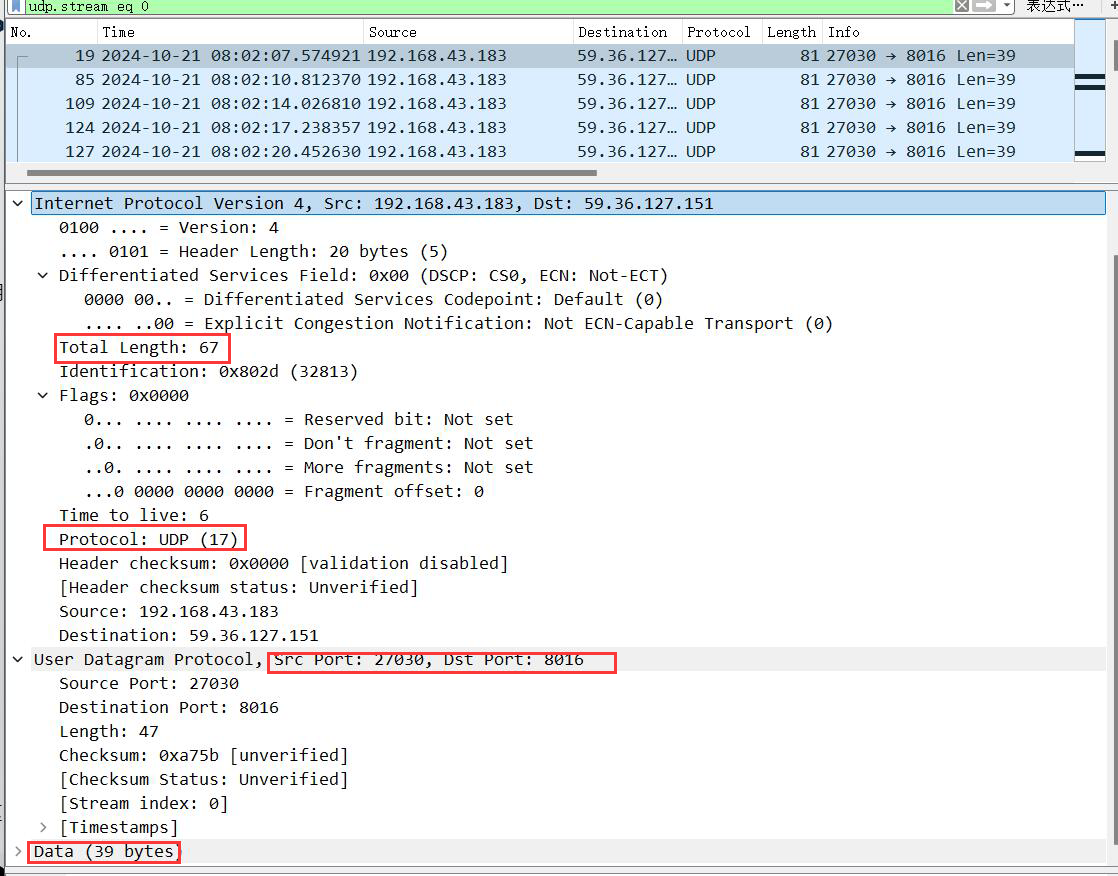 udp.stream eq 0 表达式…
No. Time Source Destination Protocol Length Info
19 2024-10-21 08:02:07.574921 192.168.43.183 59.36.127… UDP 81 27030 → 8016 Len=39
85 2024-10-21 08:02:10.812370 192.168.43.183 59.36.127… UDP 81 27030 → 8016 Len=39
109 2024-10-21 08:02:14.026810 192.168.43.183 59.36.127… UDP 81 27030 → 8016 Len=39
124 2024-10-21 08:02:17.238357 192.168.43.183 59.36.127… UDP 81 27030 → 8016 Len=39
127 2024-10-21 08:02:20.452630 192.168.43.183 59.36.127… UDP 81 27030 → 8016 Len=39
Internet Protocol Version 4, Src: 192.168.43.183, Dst: 59.36.127.151
0100 .... = Version: 4
.... 0101 = Header Length: 20 bytes (5)
Differentiated Services Field: 0x00 (DSCP: CS0, ECN: Not-ECT)
0000 00.. = Differentiated Services Codepoint: Default (0)
.... ..00 = Explicit Congestion Notification: Not ECN-Capable Transport (0)
Total Length: 67
Identification: 0x802d (32813)
Flags: 0x0000
0... .... .... .... = Reserved bit: Not set
.0.. .... .... .... = Don't fragment: Not set
..0. .... .... .... = More fragments: Not set
...0 0000 0000 0000 = Fragment offset: 0
Time to live: 6
Protocol: UDP (17)
Header checksum: 0x0000 [validation disabled]
[Header checksum status: Unverified]
Source: 192.168.43.183
Destination: 59.36.127.151
User Datagram Protocol, Src Port: 27030, Dst Port: 8016
Source Port: 27030
Destination Port: 8016
Length: 47
Checksum: 0xa75b [unverified]
[Checksum Status: Unverified]
[Stream index: 0]
[Timestamps]
Data (39 bytes)